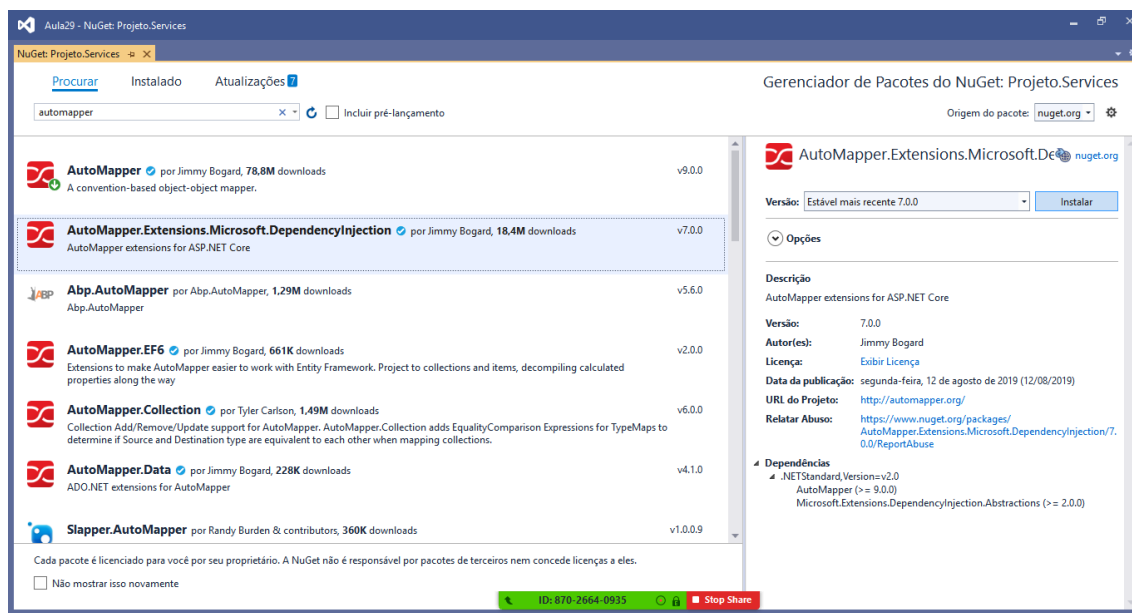 Aula29 - NuGet: Projeto.Services
NuGet: Projeto.Services
Procurar Instalado Atualizações 7
Gerenciador de Pacotes do NuGet: Projeto.Services
automapper
Incluir pré-lançamento
Origem do pacote: nuget.org
AutoMapper por Jimmy Bogard, 78,8M downloads v9.0.0
A convention-based object-object mapper.
AutoMapper.Extensions.Microsoft.DependencyInjection por Jimmy Bogard, 18,4M downloads v7.0.0
AutoMapper extensions for ASP.NET Core
ABP
Abp.AutoMapper por Abp.AutoMapper, 1,29M downloads v5.6.0
Abp.AutoMapper
AutoMapper.EF6 por Jimmy Bogard, 661K downloads v2.0.0
Extensions to make AutoMapper easier to work with Entity Framework. Project to collections and items, decompiling calculated
properties along the way
AutoMapper.Collection por Tyler Carlson, 1,49M downloads v6.0.0
Collection Add/Remove/Update support for AutoMapper. AutoMapper.Collection adds EqualityComparison Expressions for TypeMaps to
determine if Source and Destination type are equivalent to each other when mapping collections.
AutoMapper.Data por Jimmy Bogard, 228K downloads v4.1.0
ADO.NET extensions for AutoMapper
Slapper.AutoMapper por Randy Burden & contributors, 360K downloads v1.0.0.9
Cada pacote é licenciado para você por seu proprietário. A NuGet não é responsável por pacotes de terceiros nem concede licenças a eles.
Não mostrar isso novamente
AutoMapper.Extensions.Microsoft.De nuget.org
Versão: Estável mais recente 7.0.0 Instalar
Opções
Descrição
AutoMapper extensions for ASP.NET Core
Versão: 7.0.0
Autor(es): Jimmy Bogard
Licença: Exibir Licença
Data da publicação: segunda-feira, 12 de agosto de 2019 (12/08/2019)
URL do Projeto: http://automapper.org/
Relatar Abuso: https://www.nuget.org/packages/
AutoMapper.Extensions.Microsoft.DependencyInjection/7.
0.0/ReportAbuse
Dependências
.NETStandard,Version=v2.0
AutoMapper (>= 9.0.0)
Microsoft.Extensions.DependencyInjection.Abstractions (>= 2.0.0)
ID: 870-2664-0935 Stop Share